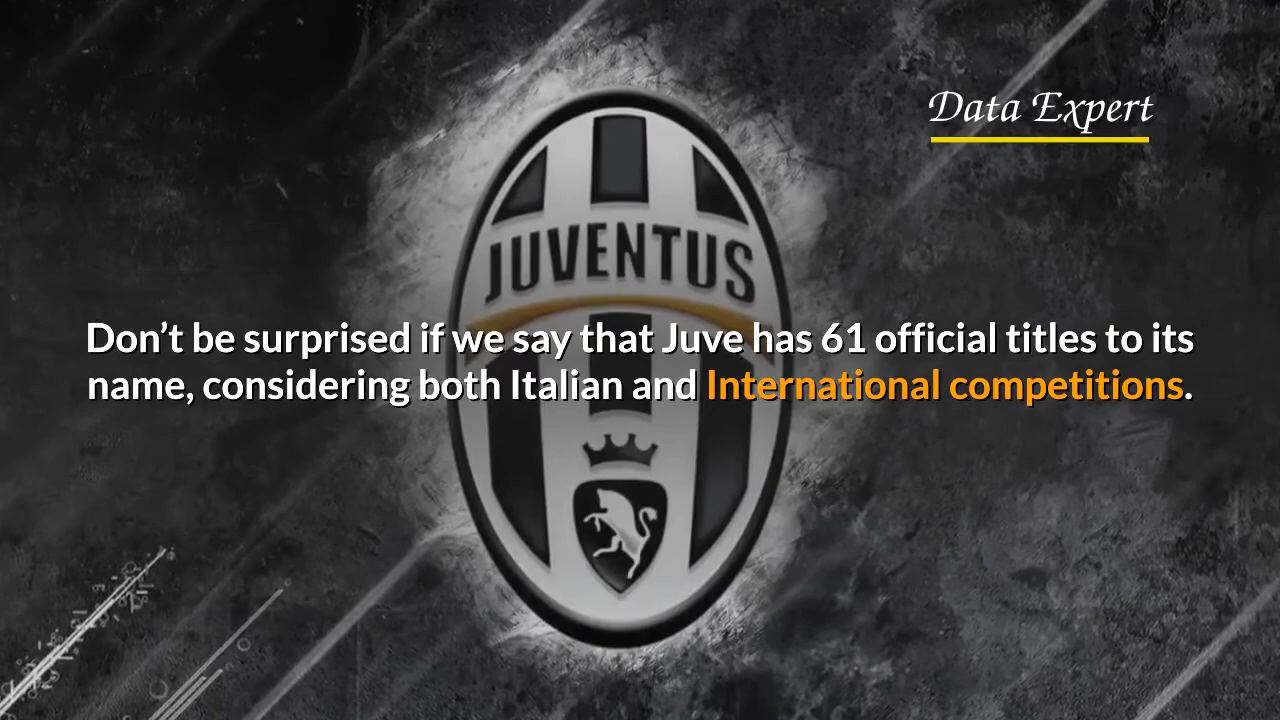 Data Expert
JUVENTUS
Don’t be surprised if we say that Juve has 61 official titles to its
name, considering both Italian and International competitions.